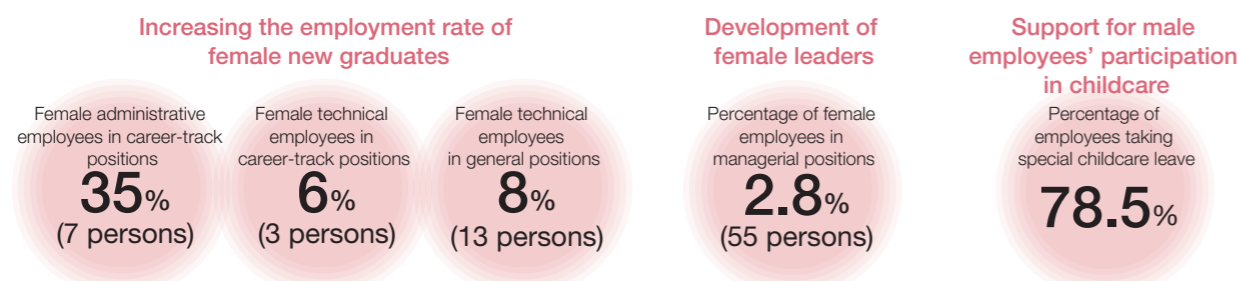 Increasing the employment rate of
female new graduates
Female administrative
employees in career-track
positions
35%
(7 persons)
Female technical
employees in
career-track positions
6%
(3 persons)
Female technical
employees
in general positions
8%
(13 persons)
Development of
female leaders
Percentage of female
employees in
managerial positions
2.8%
(55 persons)
Support for male
employees’ participation
in childcare
Percentage of
employees taking
special childcare leave
78.5%